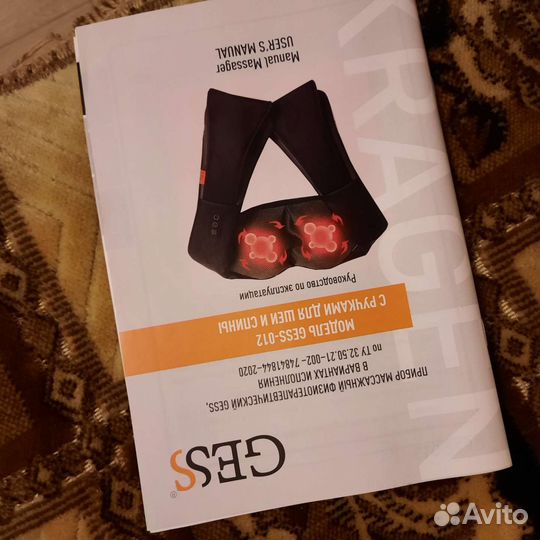 GESS®
ПРИБОР МАССАЖНЫЙ ФИЗИОТЕРАПЕВТИЧЕСКИЙ GESS,
В ВАРИАНТАХ ИСПОЛНЕНИЯ
по ТУ 32.50.21-002- 74841844-2020
МОДЕЛЬ GESS-012
С РУЧКАМИ ДЛЯ ШЕИ И СПИНЫ
Руководство по эксплуатации
Manual Massager
USER'S MANUAL
KRAGEN
Avito